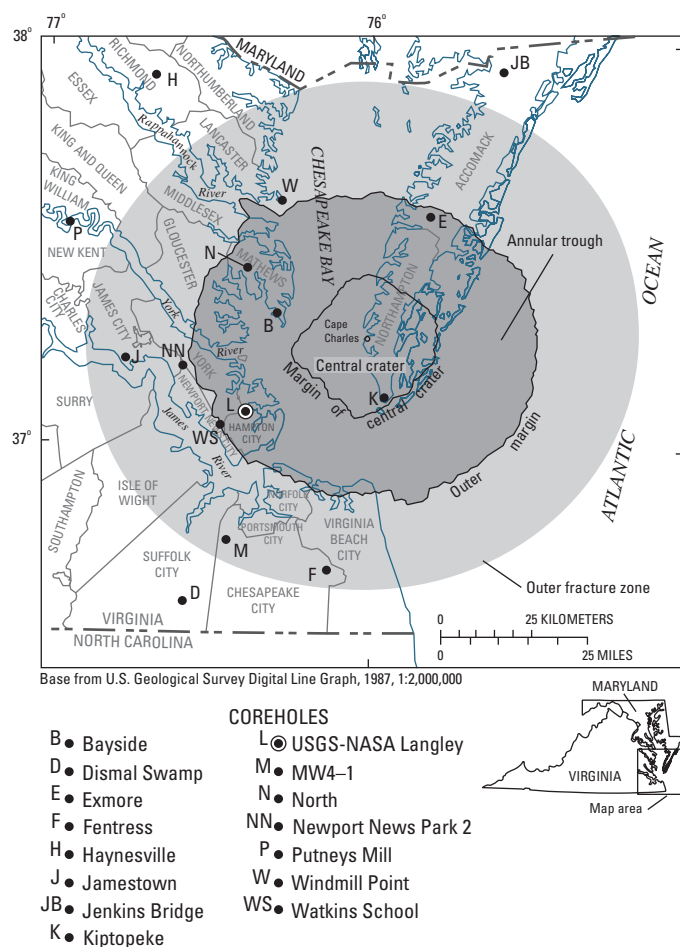 77°
76°
38°
MARYLAND
JB
RICHMOND
H
NORTHUMBERLAND
ESSEX
LANCASTER
Rappahannock
River
ACCOMACK
KING AND QUEEN
CHESAPEAKE BAY
KING
WILLIAM
MIDDLESEX
W
E
P
NEW KENT
GLOUCESTER
N
MATHEWS
Annular trough
OCEAN
NORTHAMPTON
CHARLES
CITY
JAMES CITY
York
River
B
Cape
Charles
J
NN
YORK
Central crater
Margin of
central crater
NEWPORT NEWS CITY
K
SURRY
James
River
L
HAMPTON
CITY
WS
37°
Outer margin
ATLANTIC
SOUTHAMPTON
ISLE OF
WIGHT
NORFOLK
CITY
PORTSMOUTH
CITY
VIRGINIA
BEACH
CITY
M
SUFFOLK
CITY
F
Outer fracture zone
D
CHESAPEAKE
CITY
VIRGINIA
NORTH CAROLINA
0 25 KILOMETERS
0 25 MILES
Base from U.S. Geological Survey Digital Line Graph, 1987, 1:2,000,000
MARYLAND
VIRGINIA
Map area
COREHOLES
B Bayside
D Dismal Swamp
E Exmore
F Fentress
H Haynesville
J Jamestown
JB Jenkins Bridge
K Kiptopeke
L USGS-NASA Langley
M MW4–1
N North
NN Newport News Park 2
P Putneys Mill
W Windmill Point
WS Watkins School